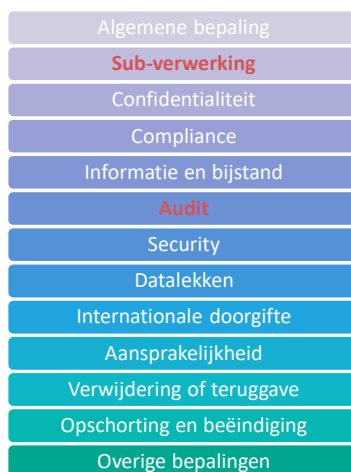 Algemene bepaling
Sub-verwerking
Confidentialiteit
Compliance
Informatie en bijstand
Audit
Security
Datalekken
Internationale doorgifte
Aansprakelijkheid
Verwijdering of teruggave
Opschorting en beëindiging
Overige bepalingen